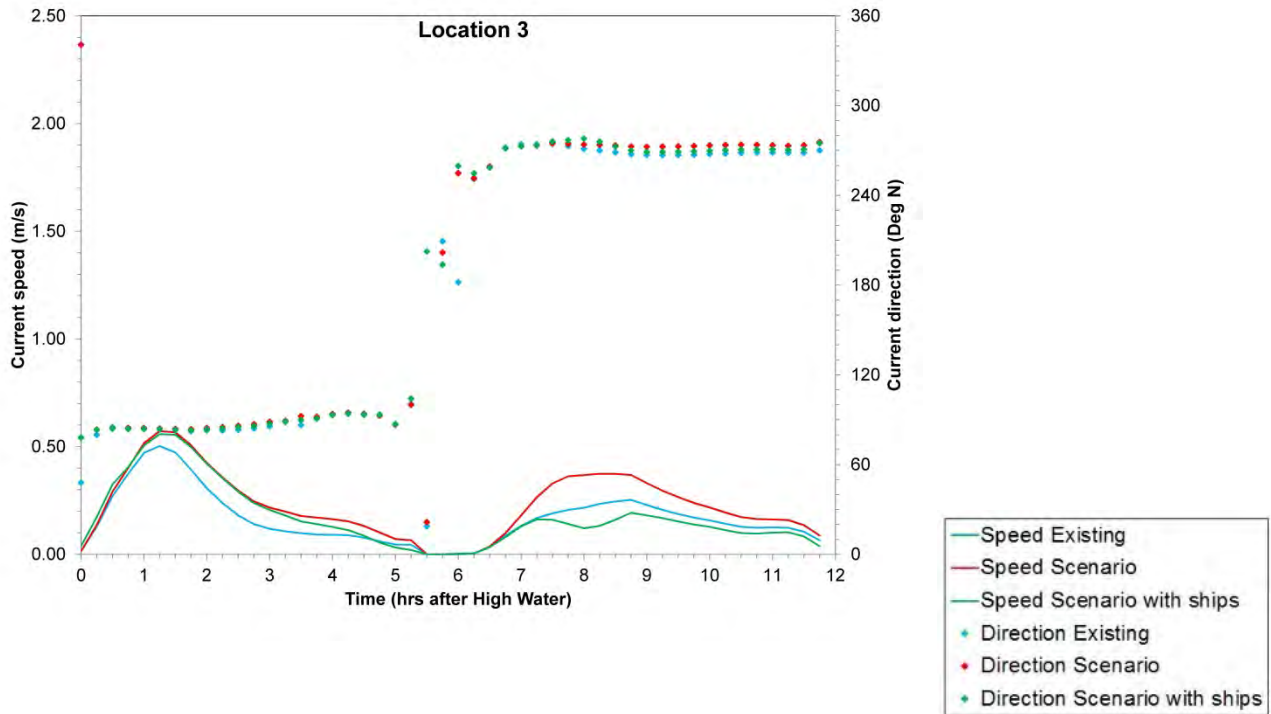 Location 3
2.50
2.00
1.50
1.00
0.50
0.00
Current speed (m/s)
360
300
240
180
120
60
0
Current direction (Deg N)
0 1 2 3 4 5 6 7 8 9 10 11 12
Time (hrs after High Water)
Speed Existing
Speed Scenario
Speed Scenario with ships
Direction Existing
Direction Scenario
Direction Scenario with ships